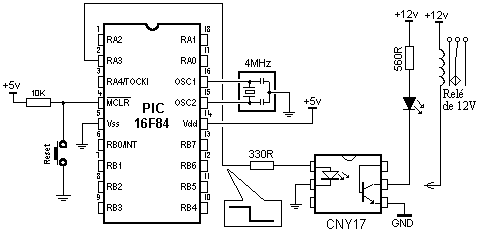 1
RA2
RA1
18
2
RA3
RA0
17
3
RA4/TOCKI
OSC1
16
4MHz
+5v
10K
4
MCLR
PIC
16F84
OSC2
15
5
Vss
Vdd
14
+5v
6
RB0/INT
RB7
13
Reset
7
RB1
RB6
12
330R
8
RB2
RB5
11
9
RB3
RB4
10
+12v
+12v
560R
Relé
de 12V
CNY17
GND